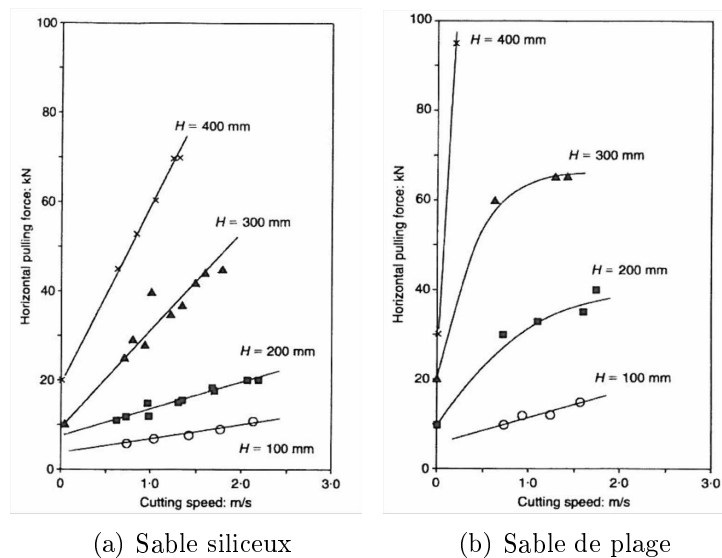 100
80
60
40
20
0
Horizontal pulling force: kN
H = 400 mm
H = 300 mm
H = 200 mm
H = 100 mm
0
1·0
2·0
3·0
Cutting speed: m/s
(a) Sable siliceux
100
80
60
40
20
0
Horizontal pulling force: kN
H = 400 mm
H = 300 mm
H = 200 mm
H = 100 mm
0
1·0
2·0
3·0
Cutting speed: m/s
(b) Sable de plage